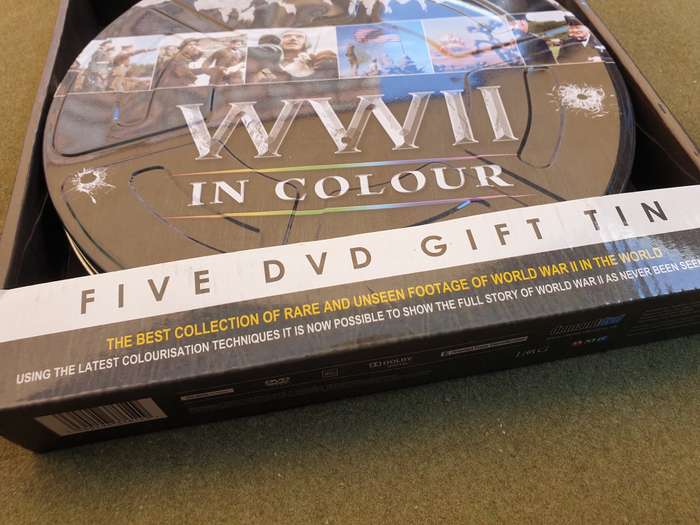 WWII
IN COLOUR
FIVE DVD GIFT TIN
THE BEST COLLECTION OF RARE AND UNSEEN FOOTAGE OF WORLD WAR II IN THE WORLD
USING THE LATEST COLOURISATION TECHNIQUES IT IS NOW POSSIBLE TO SHOW THE FULL STORY OF WORLD WAR II AS NEVER BEEN SEEN
DVD
DOLBY